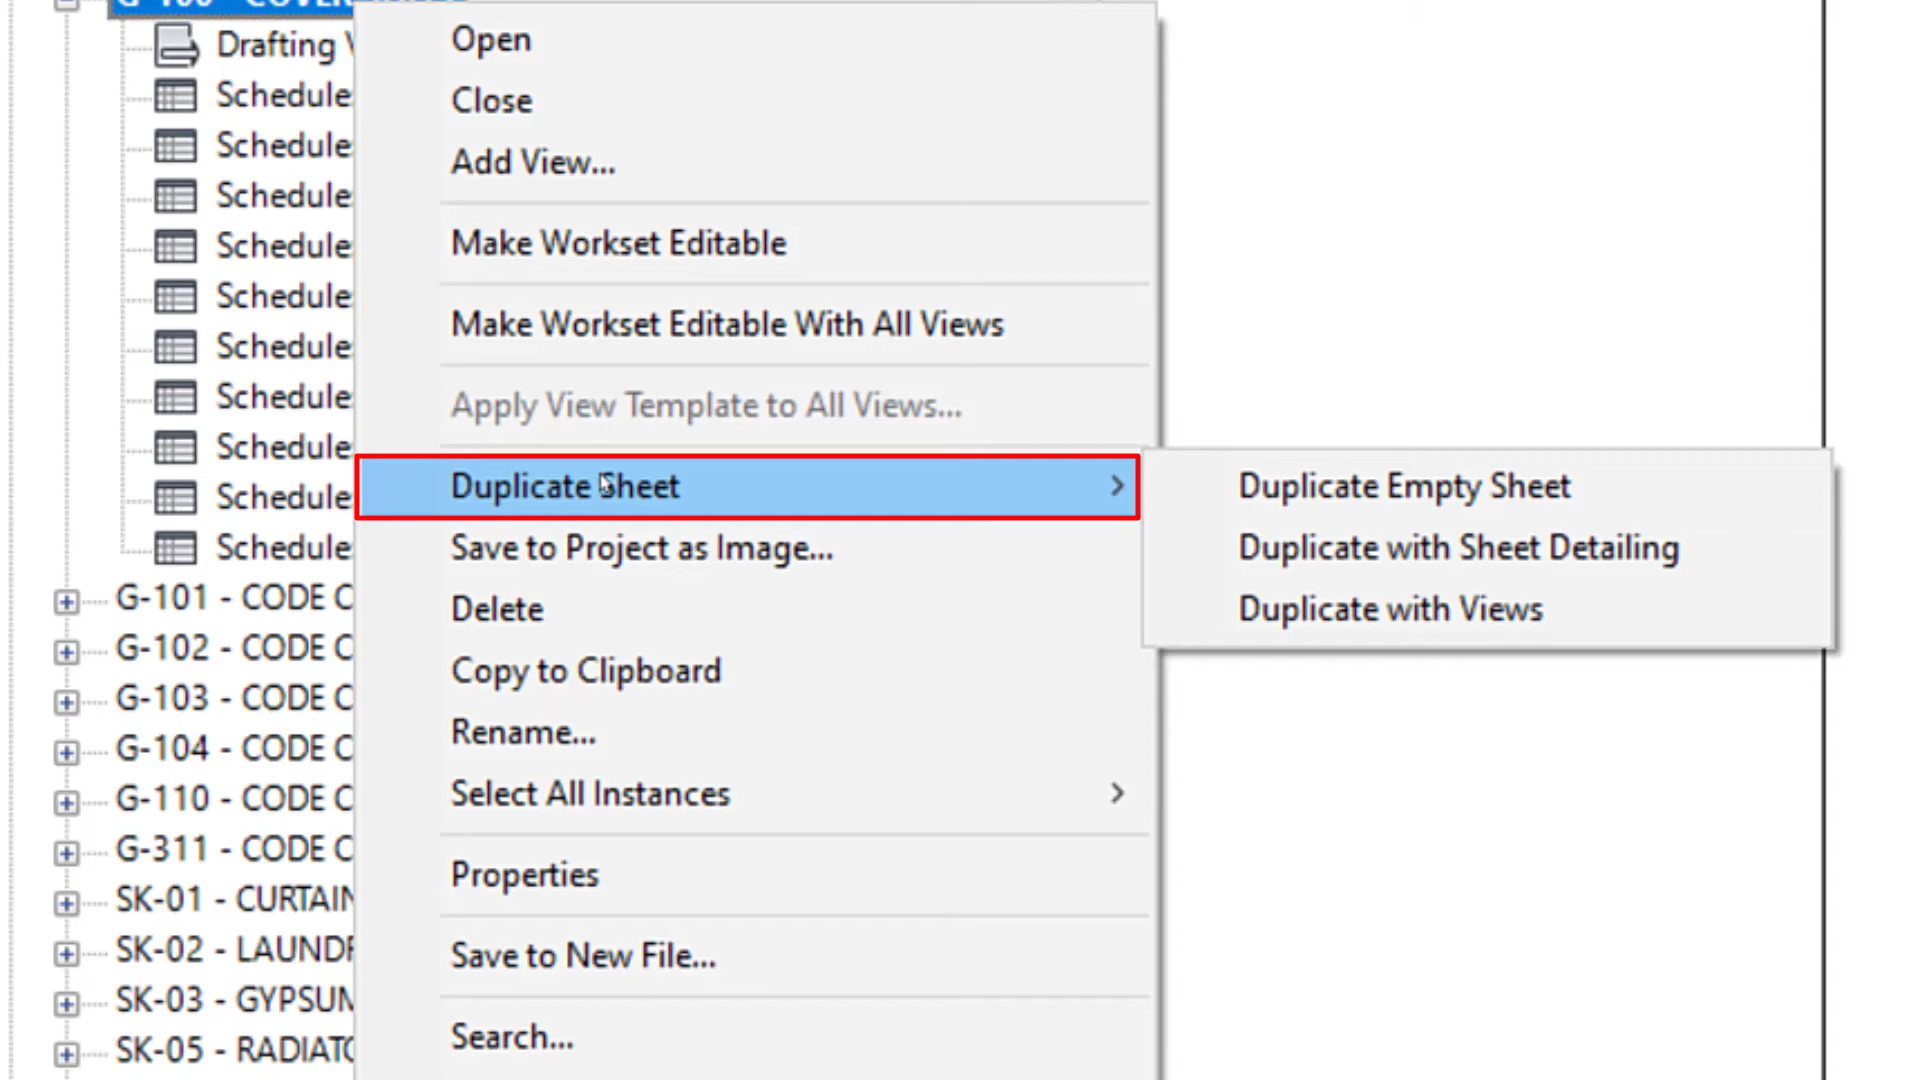 G-100 - COVER
Drafting
Schedule
Schedule
Schedule
Schedule
Schedule
Schedule
Schedule
Schedule
Schedule
Schedule
G-101 - CODE C
G-102 - CODE C
G-103 - CODE C
G-104 - CODE C
G-110 - CODE C
G-311 - CODE C
SK-01 - CURTAIN
SK-02 - LAUNDR
SK-03 - GYPSUM
SK-05 - RADIATO
Open
Close
Add View...
Make Workset Editable
Make Workset Editable With All Views
Apply View Template to All Views...
Duplicate Sheet
Save to Project as Image...
Delete
Copy to Clipboard
Rename...
Select All Instances
Properties
Save to New File...
Search...
Duplicate Empty Sheet
Duplicate with Sheet Detailing
Duplicate with Views